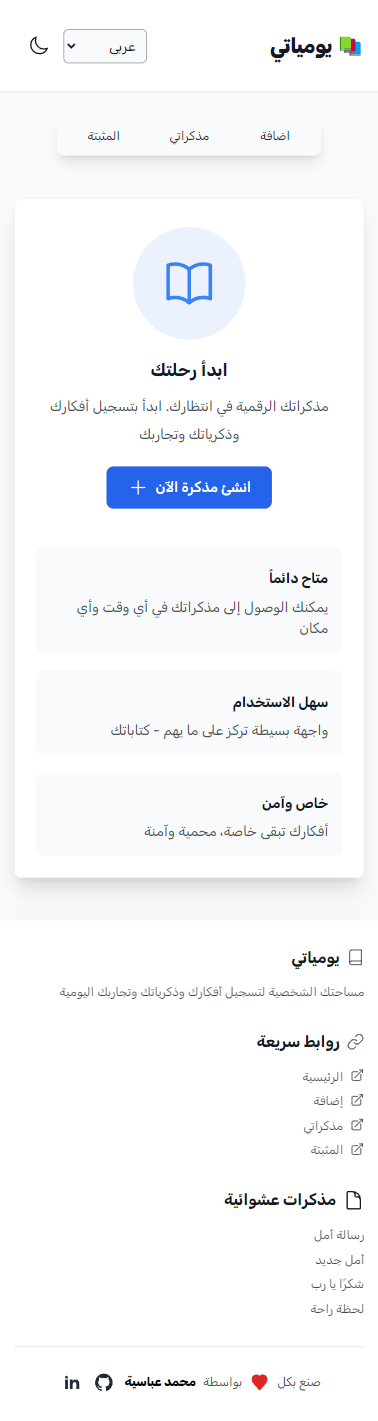 يومياتي
عربي
اضافة
مذكراتي
المثبتة
ابدأ رحلتك
مذكراتك الرقمية في انتظارك. ابدأ بتسجيل أفكارك
وذكرياتك وتجاربك
انشئ مذكرة الآن
متاح دائماً
يمكنك الوصول إلى مذكراتك في أي وقت وأي
مكان
سهل الاستخدام
واجهة بسيطة تركز على ما يهم - كتاباتك
خاص وآمن
أفكارك تبقى خاصة، محمية وآمنة
يومياتي
مساحتك الشخصية لتسجيل أفكارك وذكرياتك وتجاربك اليومية
روابط سريعة
الرئيسية
إضافة
مذكراتي
المثبتة
مذكرات عشوائية
رسالة أمل
أمل جديد
شكرًا يا رب
لحظة راحة
صنع بكل بواسطة محمد عباسية